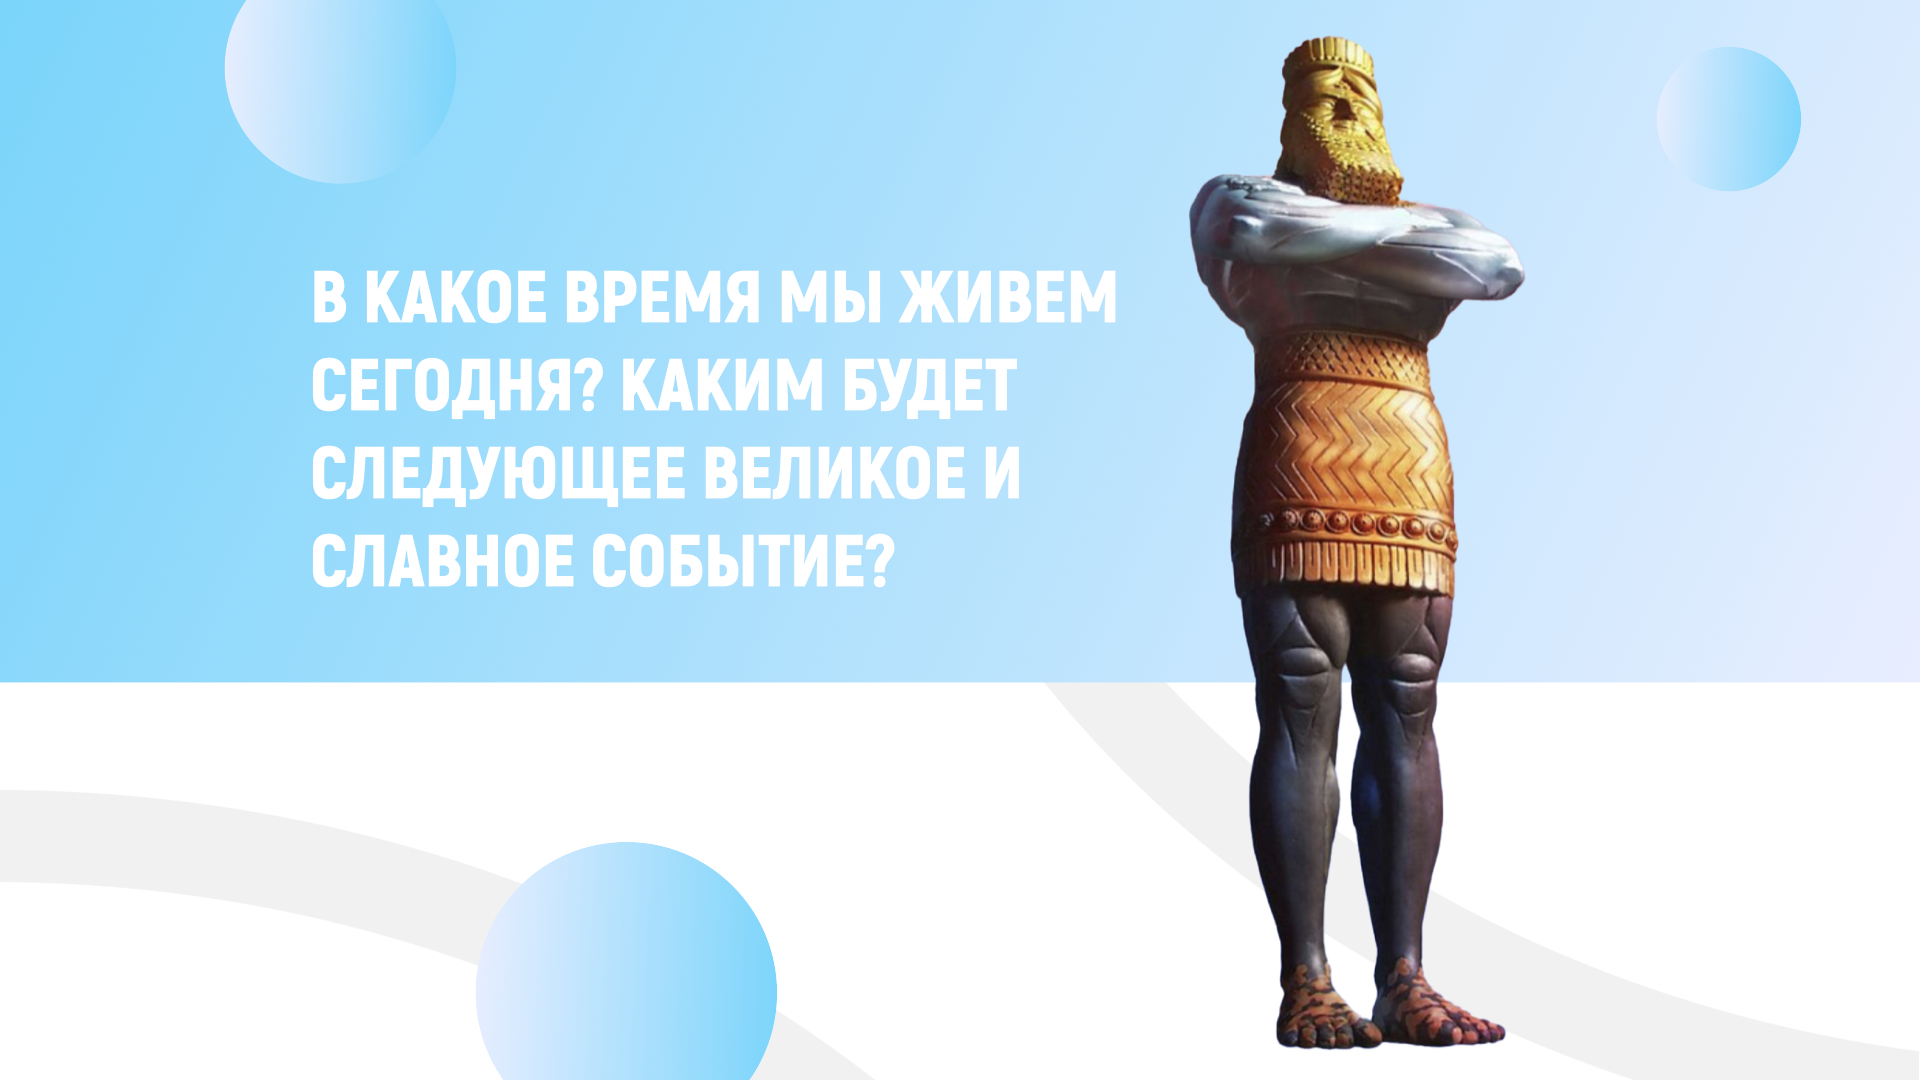 В КАКОЕ ВРЕМЯ МЫ ЖИВЕМ
СЕГОДНЯ? КАКИМ БУДЕТ
СЛЕДУЮЩЕЕ ВЕЛИКОЕ И
СЛАВНОЕ СОБЫТИЕ?